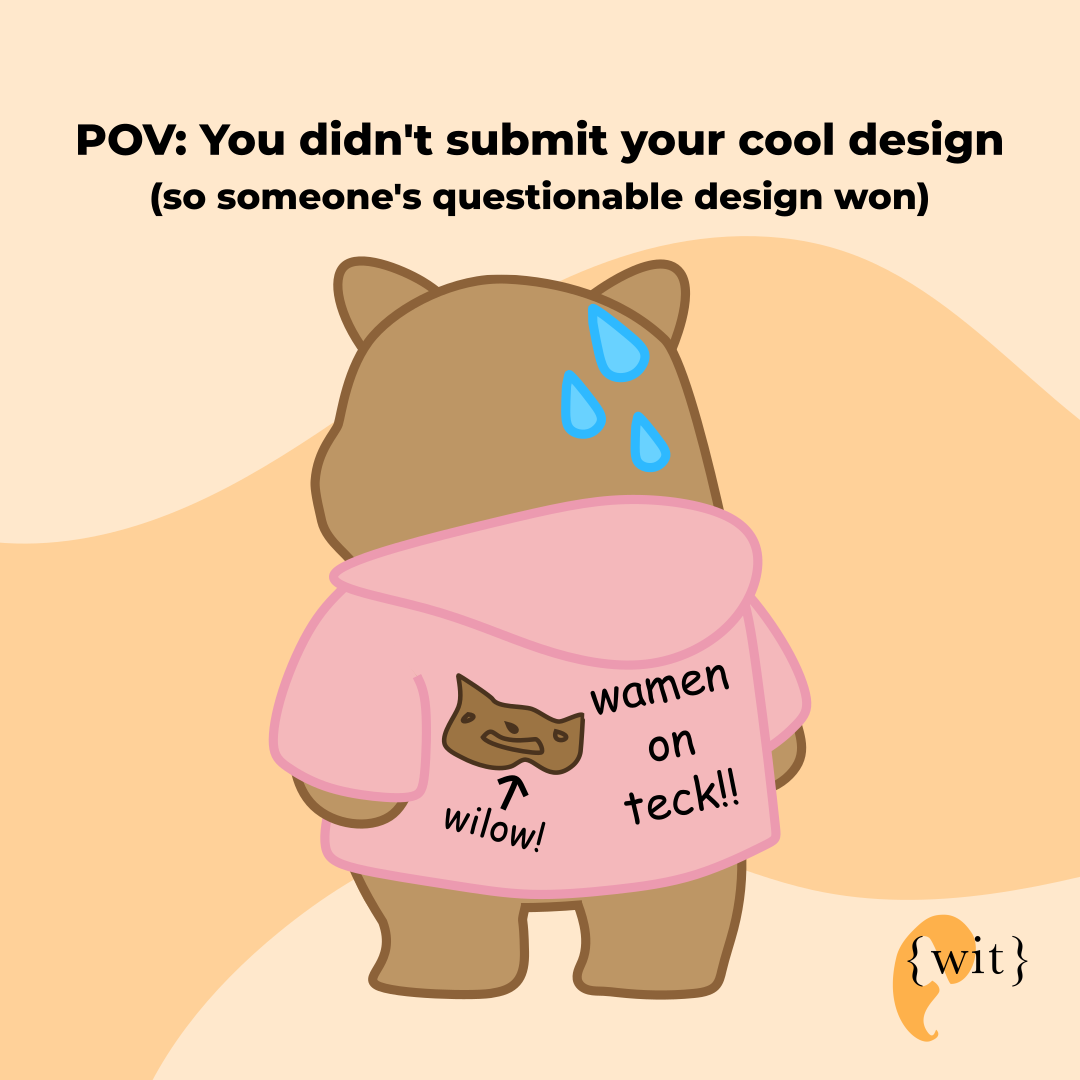 POV: You didn't submit your cool design
(so someone's questionable design won)
wamen
on
teck!!
wilow!
{wit}